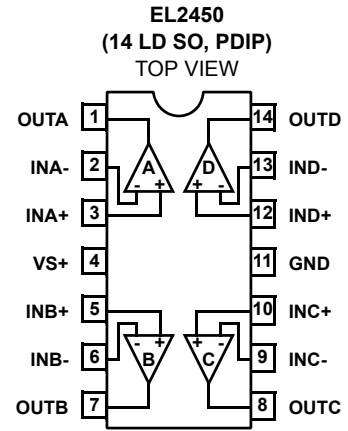 EL2450
(14 LD SO, PDIP)
TOP VIEW
OUTA 1 14 OUTD
INA- 2 A D 13 IND-
- + + -
INA+ 3 12 IND+
VS+ 4 11 GND
INB+ 5 10 INC+
- + + -
INB- 6 B C 9 INC-
OUTB 7 8 OUTC